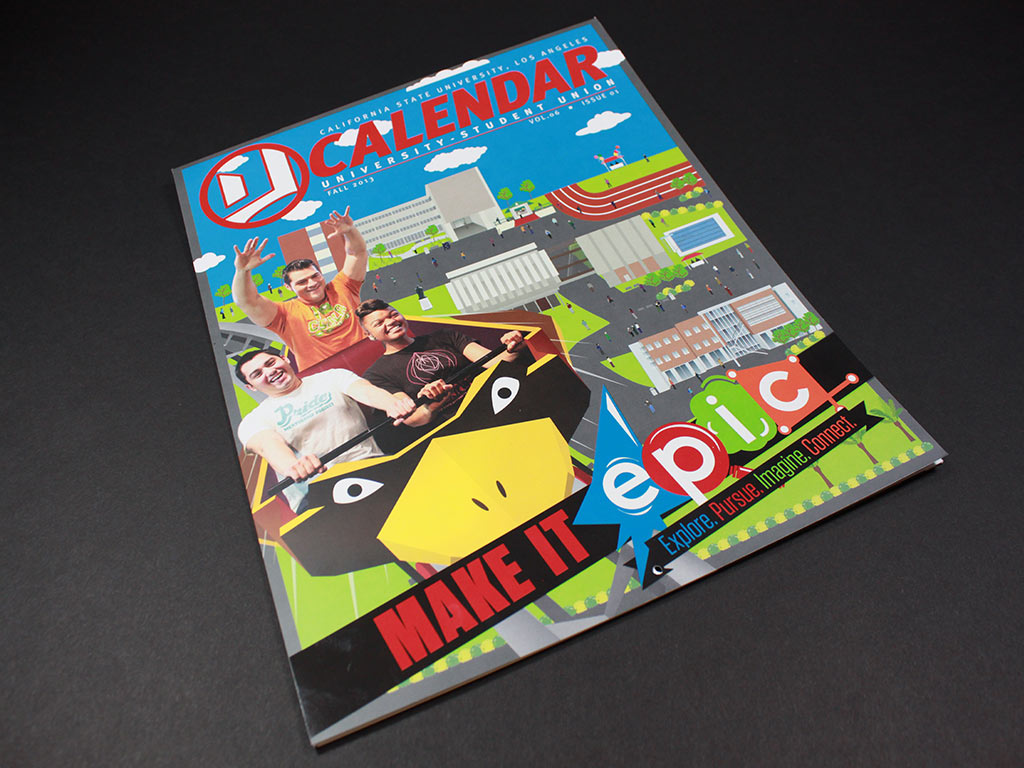 CALIFORNIA STATE UNIVERSITY, LOS ANGELES
U CALENDAR
UNIVERSITY-STUDENT UNION
FALL 2013
VOL.06 ★ ISSUE 01
Pride
MAKE IT epic
Explore. Pursue. Imagine. Connect.